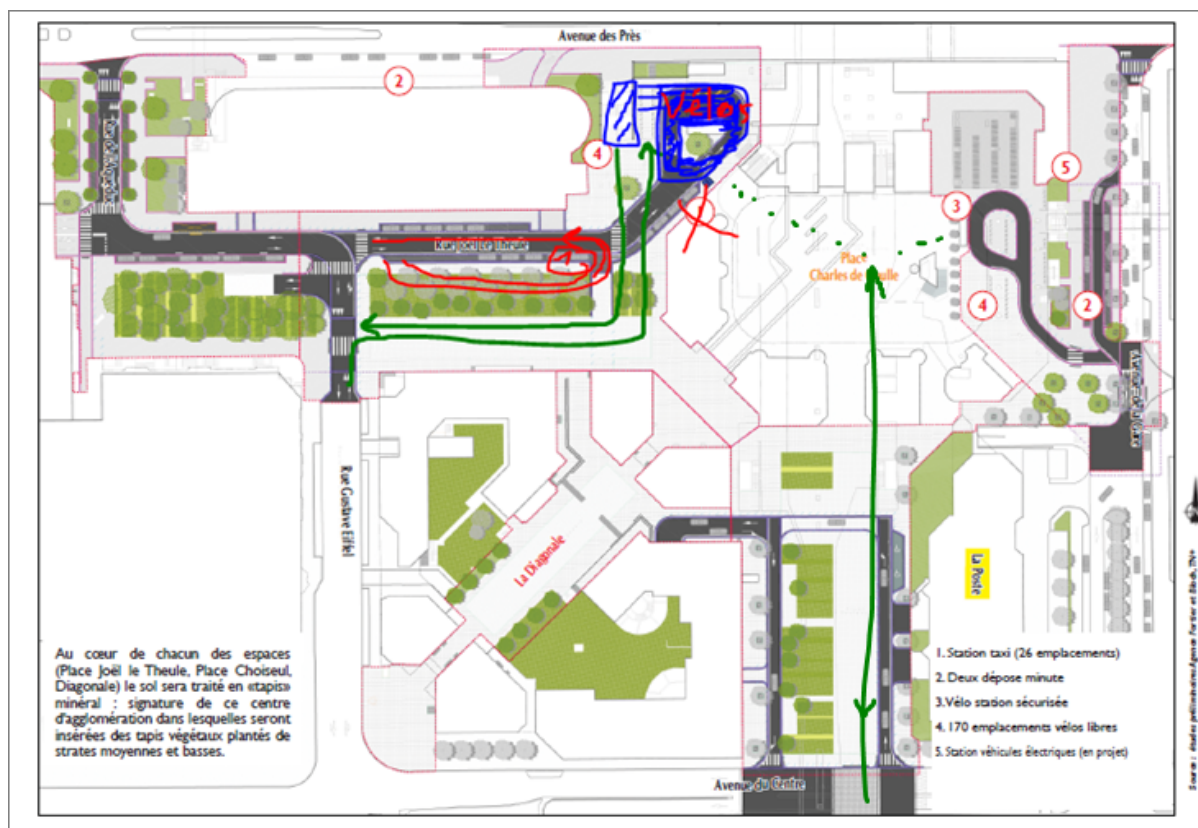 Avenue des Près
2
Vélos
4
5
3
Rue Joël Le Theule
1
Place
Charles de Gaulle
4
2
Rue Gustave Eiffel
La Diagonale
La Poste
Au cœur de chacun des espaces
(Place Joël le Theule, Place Choiseul,
Diagonale) le sol sera traité en «tapis»
minéral : signature de ce centre
d'agglomération dans lesquelles seront
insérées des tapis végétaux plantés de
strates moyennes et basses.
1. Station taxi (26 emplacements)
2. Deux dépose minute
3. Vélo station sécurisée
4. 170 emplacements vélos libres
5. Station véhicules électriques (en projet)
Avenue du Centre